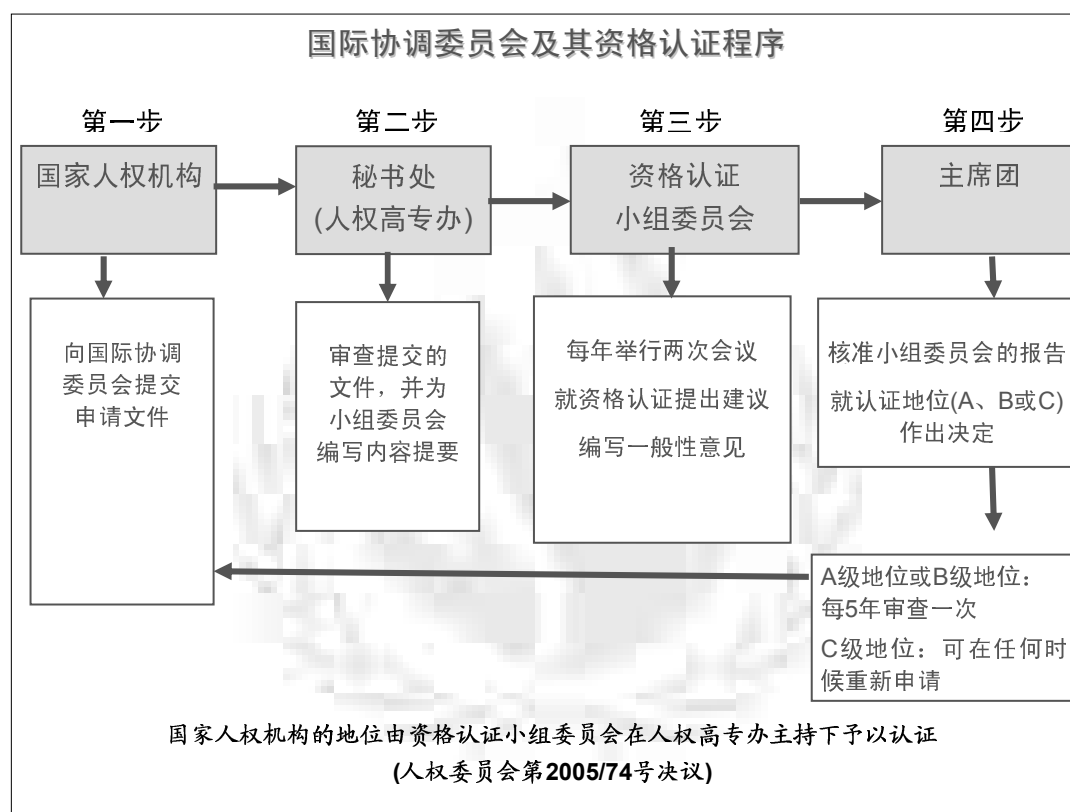 国际协调委员会及其资格认证程序
第一步
第二步
第三步
第四步
国家人权机构
秘书处
(人权高专办)
资格认证
小组委员会
主席团
向国际协调
委员会提交
申请文件
审查提交的
文件，并为
小组委员会
编写内容提要
每年举行两次会议
就资格认证提出建议
编写一般性意见
核准小组委员会的报告
就认证地位(A、B或C)
作出决定
A级地位或B级地位：
每5年审查一次
C级地位：可在任何时
候重新申请
国家人权机构的地位由资格认证小组委员会在人权高专办主持下予以认证
(人权委员会第2005/74号决议)